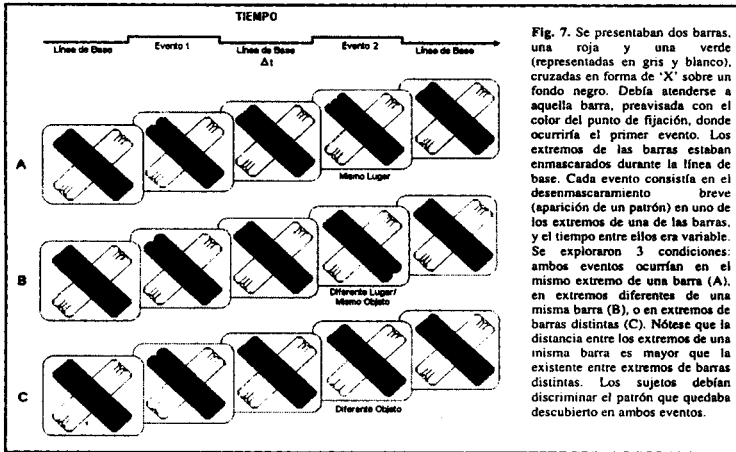 TIEMPO
Línea de Base
Evento 1
Línea de Base
Δt
Evento 2
Línea de Base
A
Mismo Lugar
B
Diferente Lugar/
Mismo Objeto
C
Diferente Objeto
Fig. 7. Se presentaban dos barras,
una roja y una verde
(representadas en gris y blanco),
cruzadas en forma de ‘X’ sobre un
fondo negro. Debía atenderse a
aquella barra, preavisada con el
color del punto de fijación, donde
ocurriría el primer evento. Los
extremos de las barras estaban
enmascarados durante la línea de
base. Cada evento consistía en el
desenmascaramiento breve
(aparición de un patrón) en uno de
los extremos de una de las barras,
y el tiempo entre ellos era variable.
Se exploraron 3 condiciones:
ambos eventos ocurrían en el
mismo extremo de una barra (A),
en extremos diferentes de una
misma barra (B), o en extremos de
barras distintas (C). Nótese que la
distancia entre los extremos de una
misma barra es mayor que la
existente entre extremos de barras
distintas. Los sujetos debían
discriminar el patrón que quedaba
descubierto en ambos eventos.